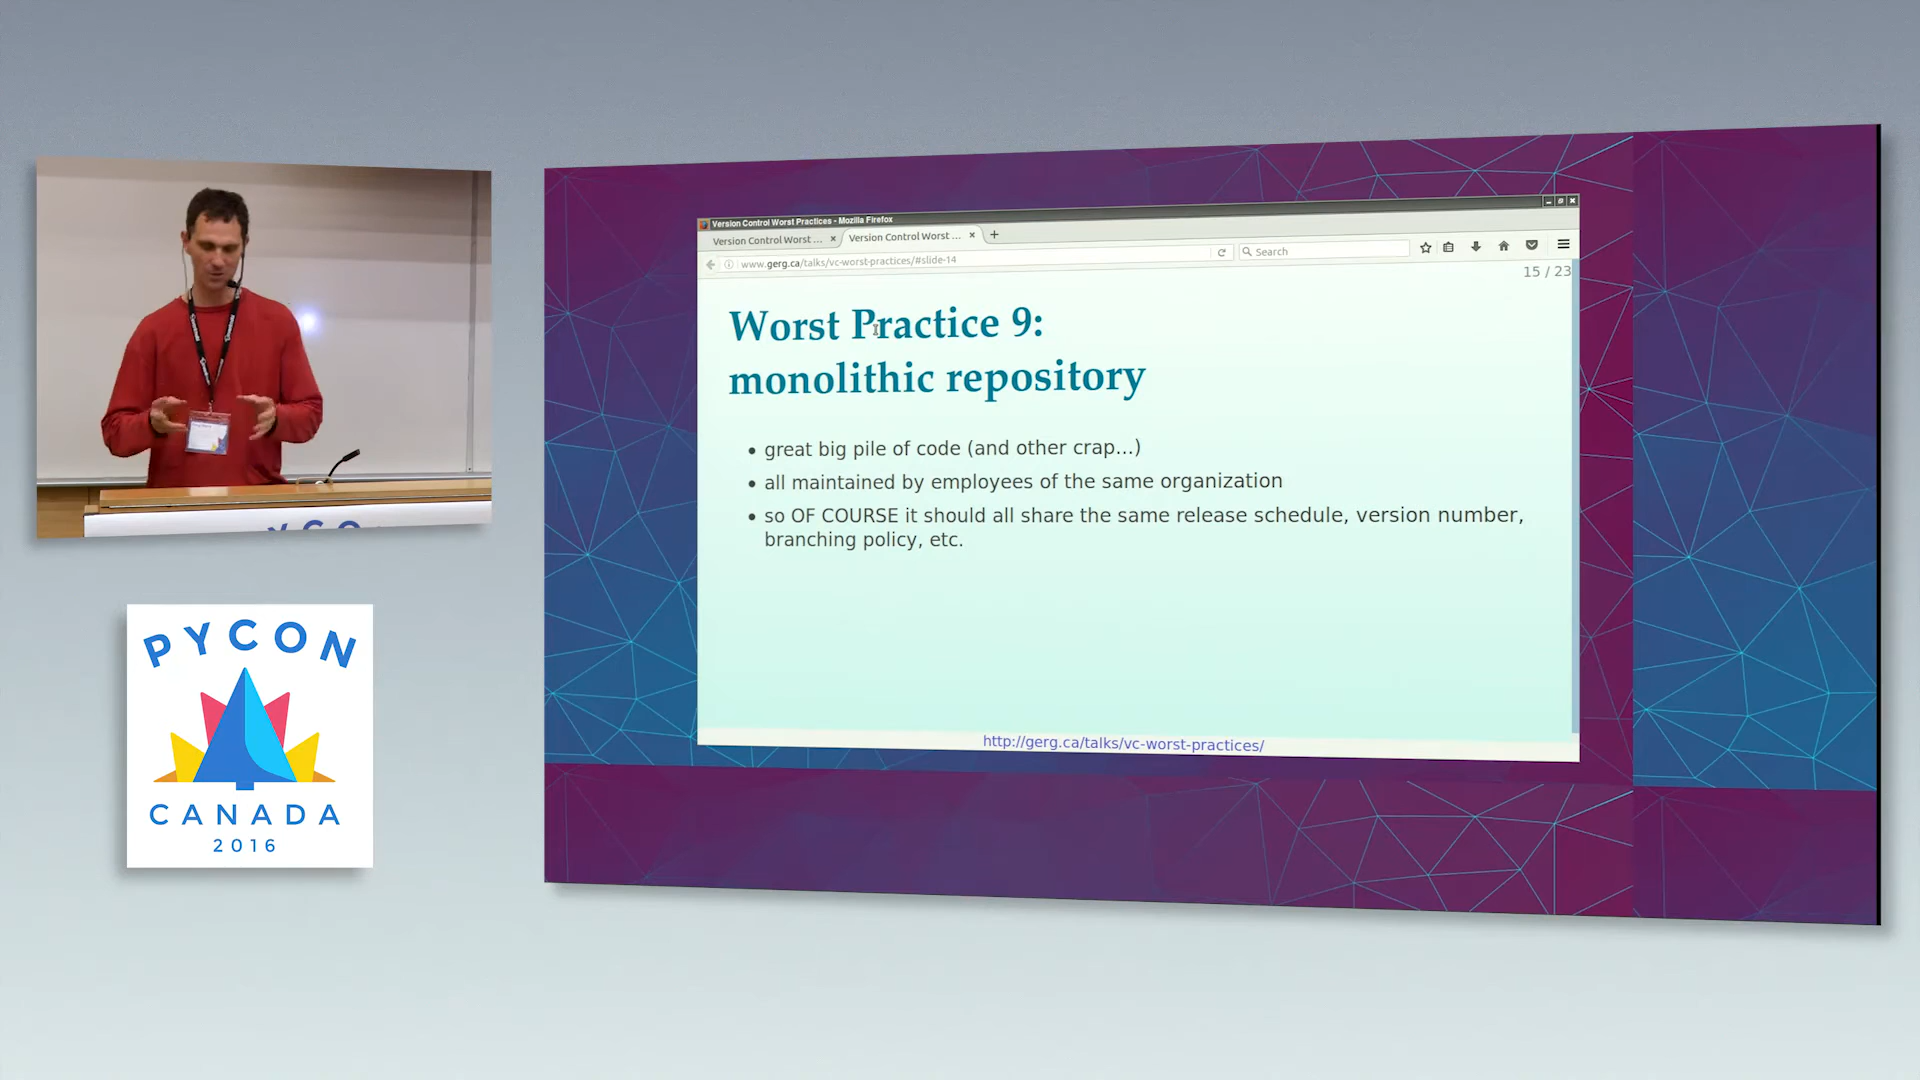 Version Control Worst Practices - Mozilla Firefox
Version Control Worst ...
Version Control Worst ...
www.gerg.ca/talks/vc-worst-practices/#slide-14
Search
15 / 23
Worst Practice 9:
monolithic repository
• great big pile of code (and other crap...)
• all maintained by employees of the same organization
• so OF COURSE it should all share the same release schedule, version number,
branching policy, etc.
http://gerg.ca/talks/vc-worst-practices/
PYCON
CANADA
2016